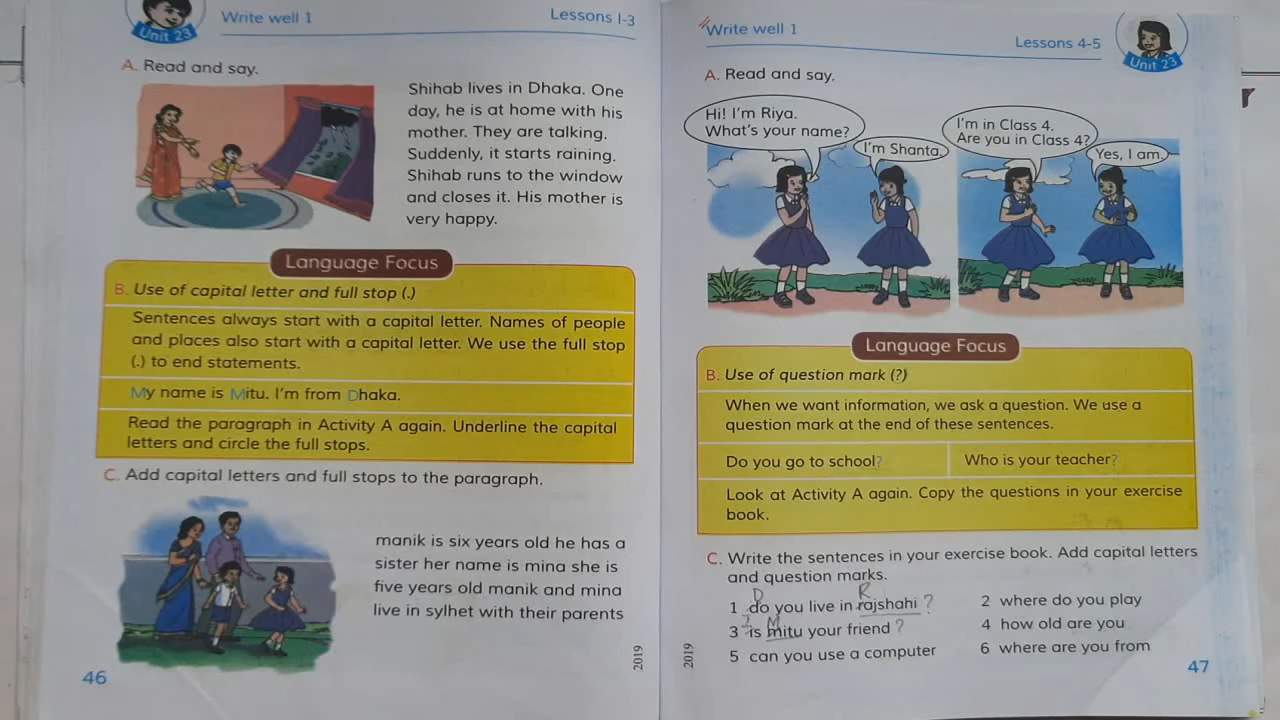 Unit 23
Write well 1
Lessons 1-3
A. Read and say.
Shihab lives in Dhaka. One
day, he is at home with his
mother. They are talking.
Suddenly, it starts raining.
Shihab runs to the window
and closes it. His mother is
very happy.
Language Focus
B. Use of capital letter and full stop (.)
Sentences always start with a capital letter. Names of people
and places also start with a capital letter. We use the full stop
(.) to end statements.
My name is Mitu. I'm from Dhaka.
Read the paragraph in Activity A again. Underline the capital
letters and circle the full stops.
C. Add capital letters and full stops to the paragraph.
manik is six years old he has a
sister her name is mina she is
five years old manik and mina
live in sylhet with their parents
46
2019
Write well 1
Lessons 4-5
Unit 23
A. Read and say.
Hi! I'm Riya.
What's your name?
I'm Shanta.
I'm in Class 4.
Are you in Class 4?
Yes, I am.
Language Focus
B. Use of question mark (?)
When we want information, we ask a question. We use a
question mark at the end of these sentences.
Do you go to school?
Who is your teacher?
Look at Activity A again. Copy the questions in your exercise
book.
C. Write the sentences in your exercise book. Add capital letters
and question marks.
D R
1 do you live in rajshahi ?
2 where do you play
I M
3 is mitu your friend ?
4 how old are you
5 can you use a computer
6 where are you from
2019
47